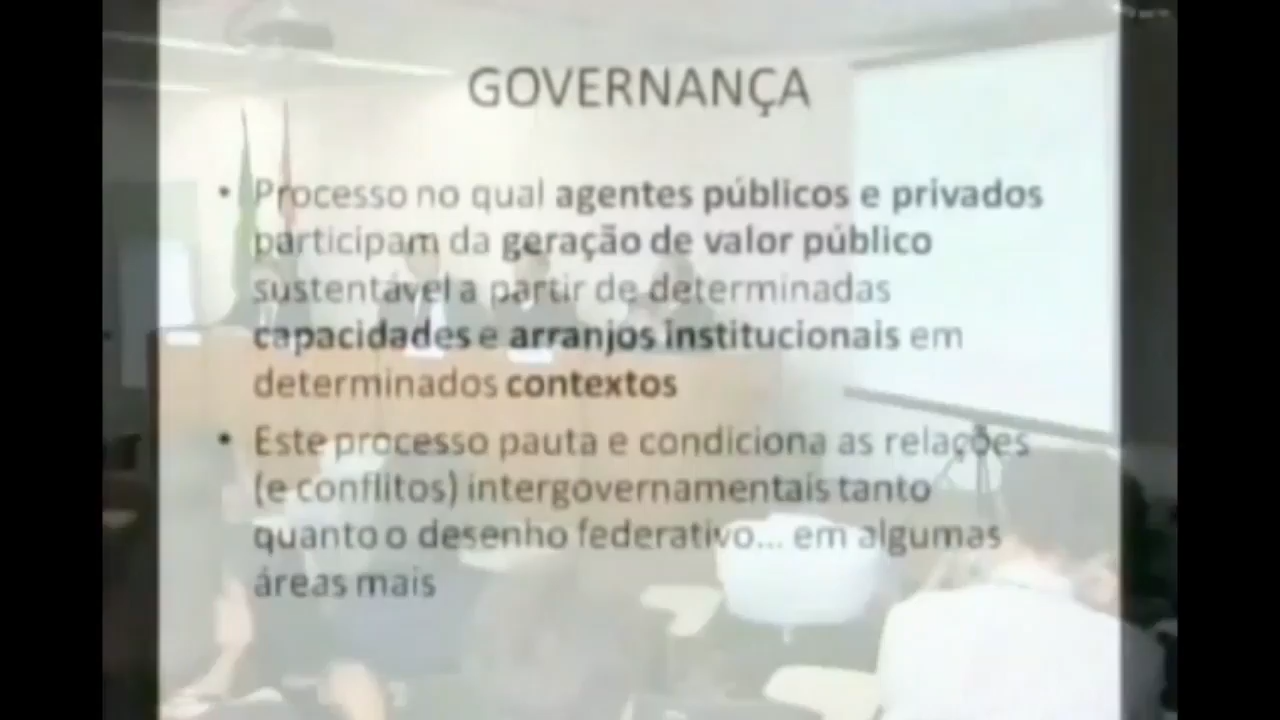 GOVERNANÇA
• Processo no qual agentes públicos e privados
participam da geração de valor público
sustentável a partir de determinadas
capacidades e arranjos institucionais em
determinados contextos
• Este processo pauta e condiciona as relações
(e conflitos) intergovernamentais tanto
quanto o desenho federativo... em algumas
áreas mais